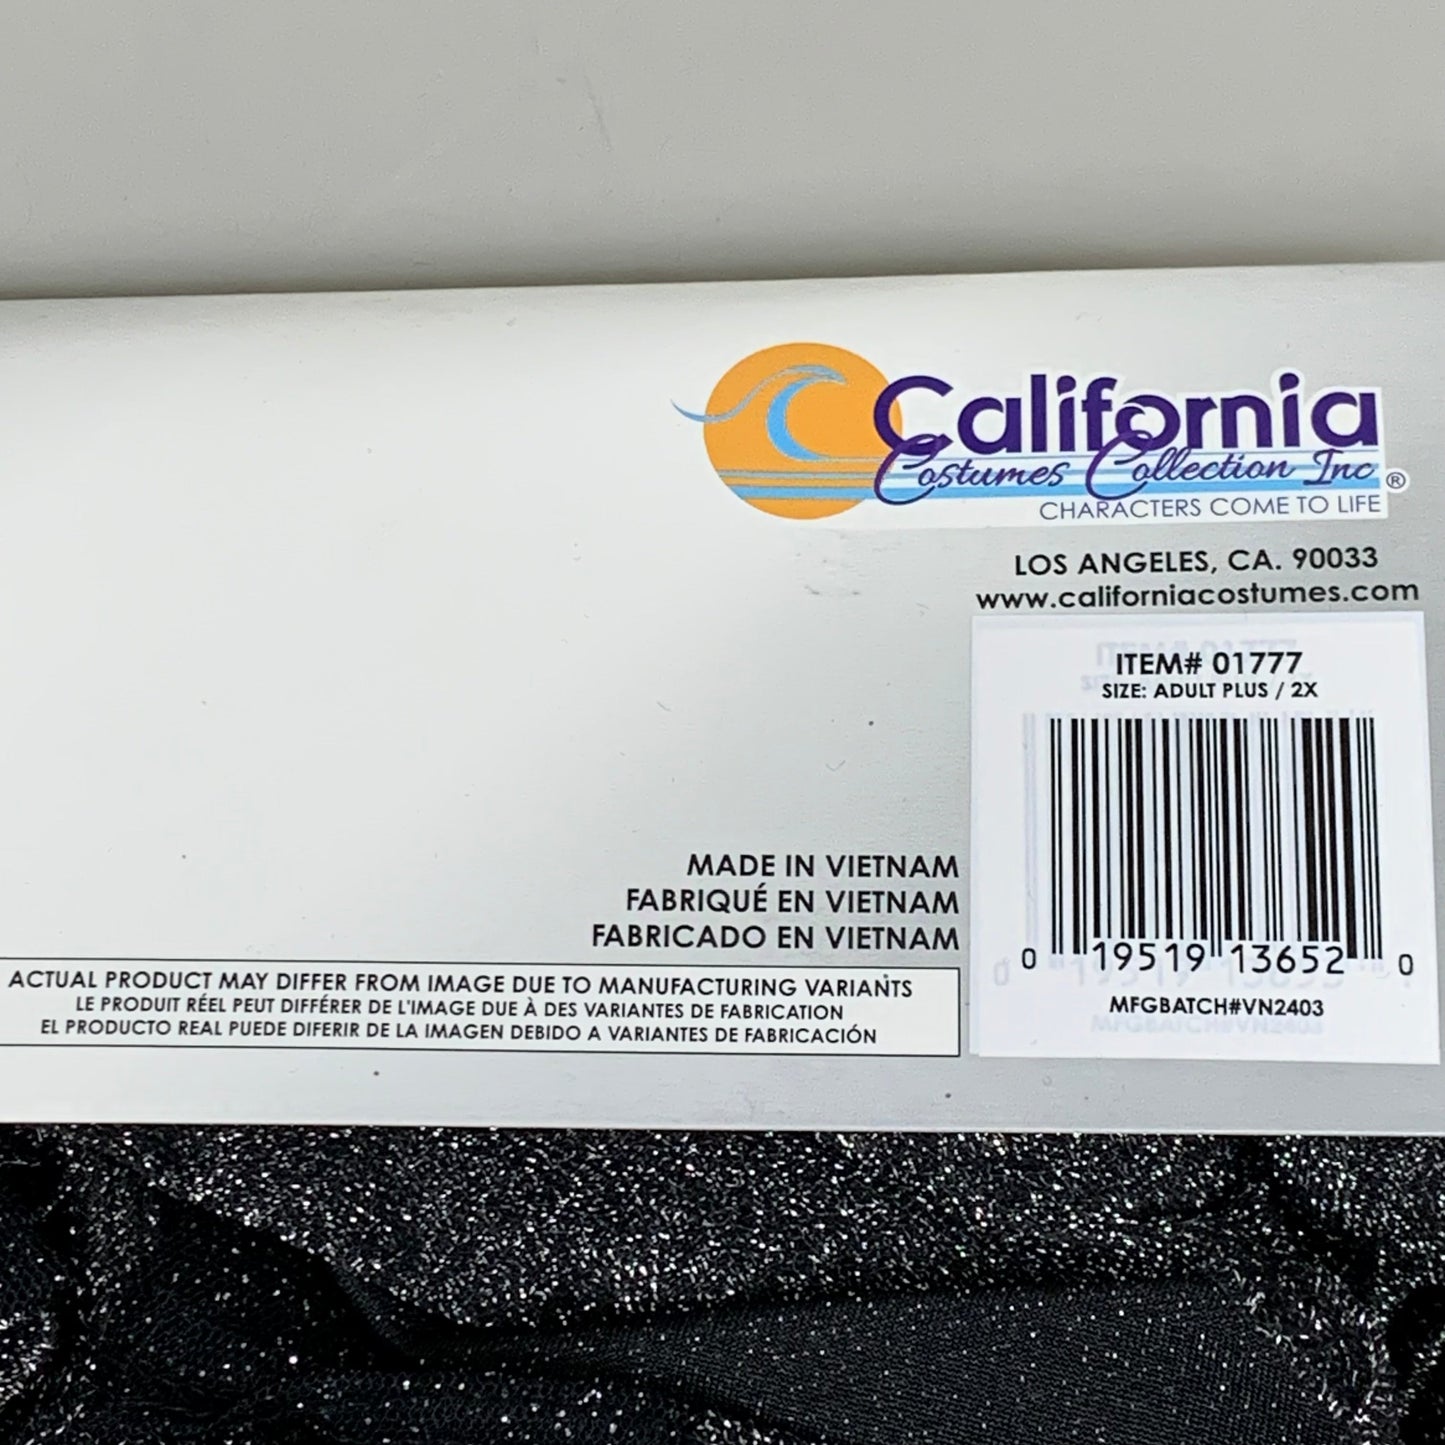 California
Costumes Collection Inc ®
CHARACTERS COME TO LIFE
LOS ANGELES, CA. 90033
www.californiacostumes.com
ITEM# 01777
SIZE: ADULT PLUS / 2X
0 19519 13652 0
MFGBATCH#VN2403
MADE IN VIETNAM
FABRIQUÉ EN VIETNAM
FABRICADO EN VIETNAM
ACTUAL PRODUCT MAY DIFFER FROM IMAGE DUE TO MANUFACTURING VARIANTS
LE PRODUIT RÉEL PEUT DIFFÉRER DE L'IMAGE DUE À DES VARIANTES DE FABRICATION
EL PRODUCTO REAL PUEDE DIFERIR DE LA IMAGEN DEBIDO A VARIANTES DE FABRICACIÓN